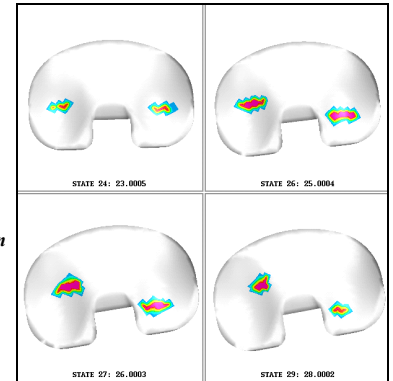 STATE 24: 23.0005
STATE 26: 25.0004
n
STATE 27: 26.0003
STATE 29: 28.0002